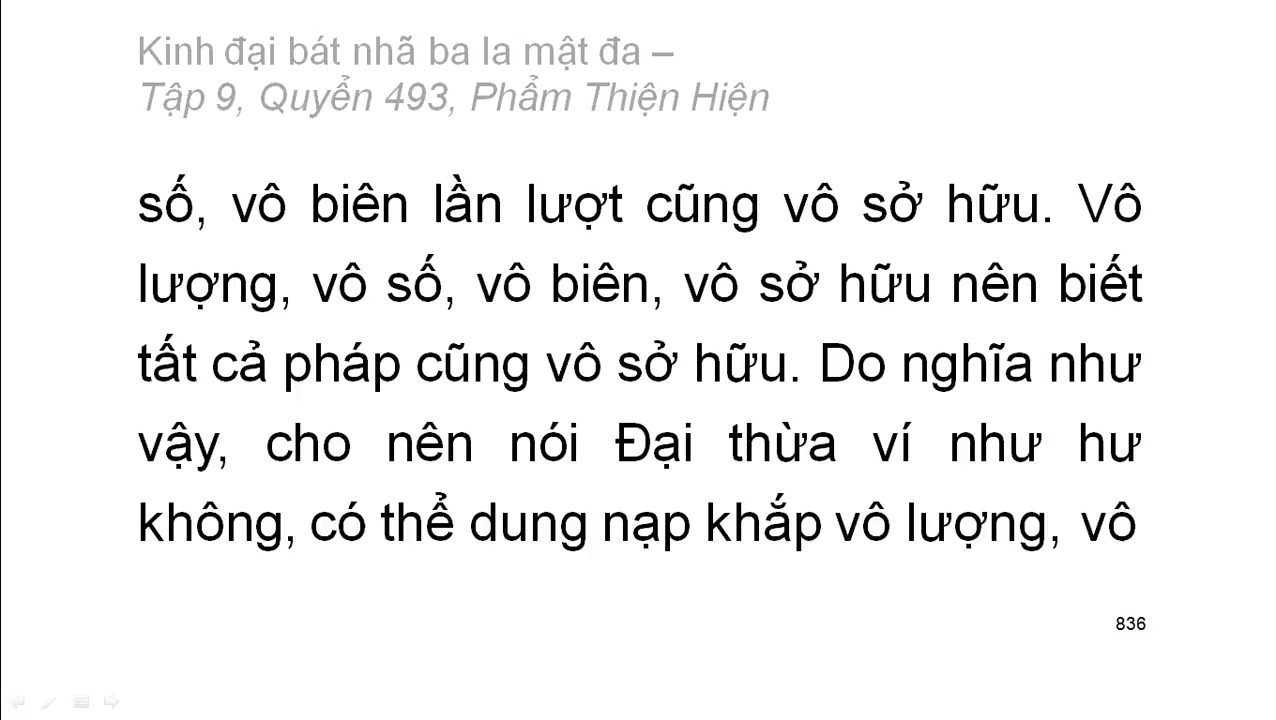 Kinh đại bát nhã ba la mật đa –
Tập 9, Quyển 493, Phẩm Thiện Hiện
số, vô biên lần lượt cũng vô sở hữu. Vô
lượng, vô số, vô biên, vô sở hữu nên biết
tất cả pháp cũng vô sở hữu. Do nghĩa như
vậy, cho nên nói Đại thừa ví như hư
không, có thể dung nạp khắp vô lượng, vô
836